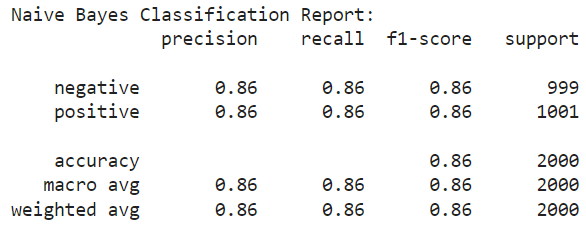 Naive Bayes Classification Report:
precision recall f1-score support
negative 0.86 0.86 0.86 999
positive 0.86 0.86 0.86 1001
accuracy 0.86 2000
macro avg 0.86 0.86 0.86 2000
weighted avg 0.86 0.86 0.86 2000